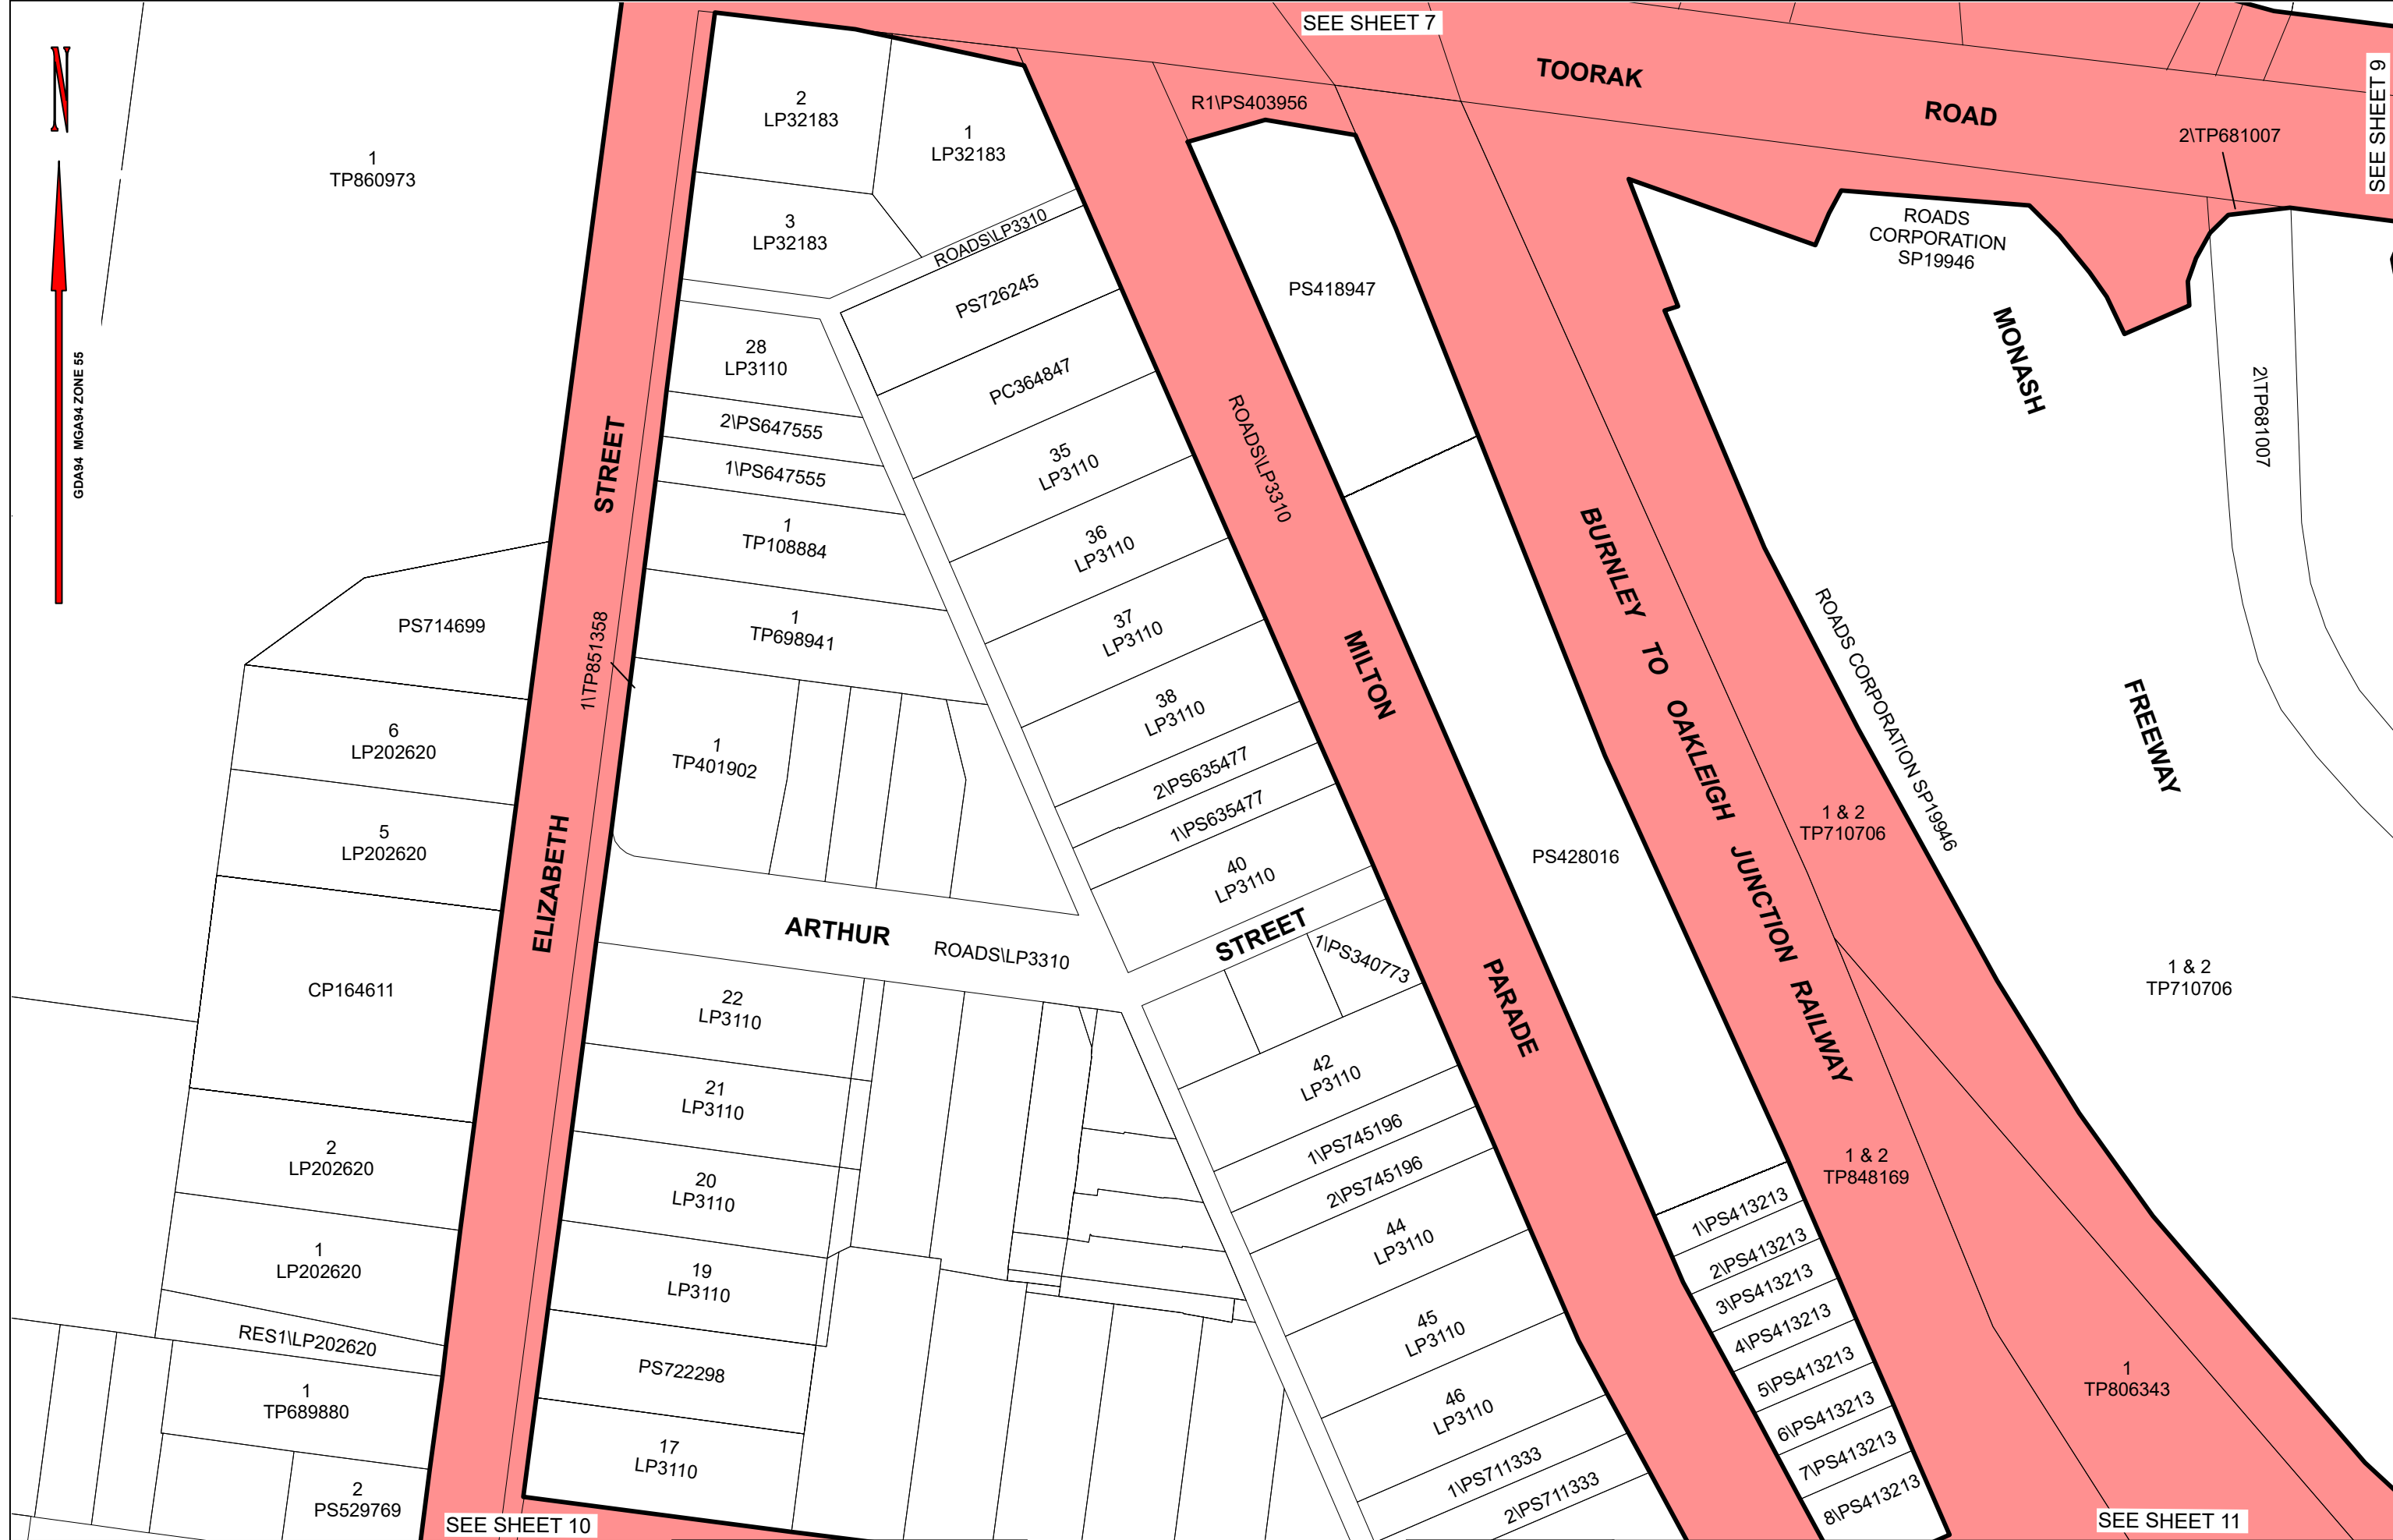 SEE SHEET 7
TOORAK
ROAD
SEE SHEET 9
N
GDA94 MGA94 ZONE 55
1
TP860973
2
LP32183
1
LP32183
3
LP32183
ROADS\LP3310
R1\PS403956
2\TP681007
ROADS
CORPORATION
SP19946
MONASH
FREEWAY
2\TP681007
PS726245
PC364847
PS418947
28
LP3110
2\PS647555
1\PS647555
1
TP108884
1
TP698941
1
TP401902
35
LP3110
36
LP3110
37
LP3110
38
LP3110
2\PS635477
1\PS635477
40
LP3110
ROADS\LP3310
MILTON
PARADE
BURNLEY TO OAKLEIGH JUNCTION RAILWAY
ROADS CORPORATION SP19946
STREET
ELIZABETH
1\TP851358
PS714699
6
LP202620
5
LP202620
CP164611
2
LP202620
1
LP202620
RES1\LP202620
1
TP689880
2
PS529769
ARTHUR
ROADS\LP3310
STREET
1\PS340773
22
LP3110
21
LP3110
20
LP3110
19
LP3110
PS722298
17
LP3110
42
LP3110
1\PS745196
2\PS745196
44
LP3110
45
LP3110
46
LP3110
1\PS711333
2\PS711333
PS428016
1 & 2
TP710706
1 & 2
TP710706
1 & 2
TP848169
1
TP806343
1\PS413213
2\PS413213
3\PS413213
4\PS413213
5\PS413213
6\PS413213
7\PS413213
8\PS413213
SEE SHEET 10
SEE SHEET 11